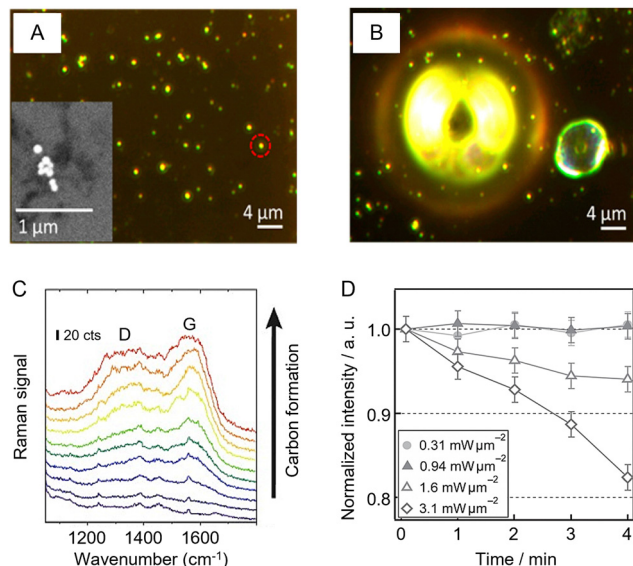 A
1 μm
4 μm
B
4 μm
C
20 cts
D
G
Raman signal
Carbon formation
1200 1400 1600
Wavenumber (cm⁻¹)
D
Normalized intensity / a. u.
1.0
0.9
0.8
0.31 mW μm⁻²
0.94 mW μm⁻²
1.6 mW μm⁻²
3.1 mW μm⁻²
0 1 2 3 4
Time / min